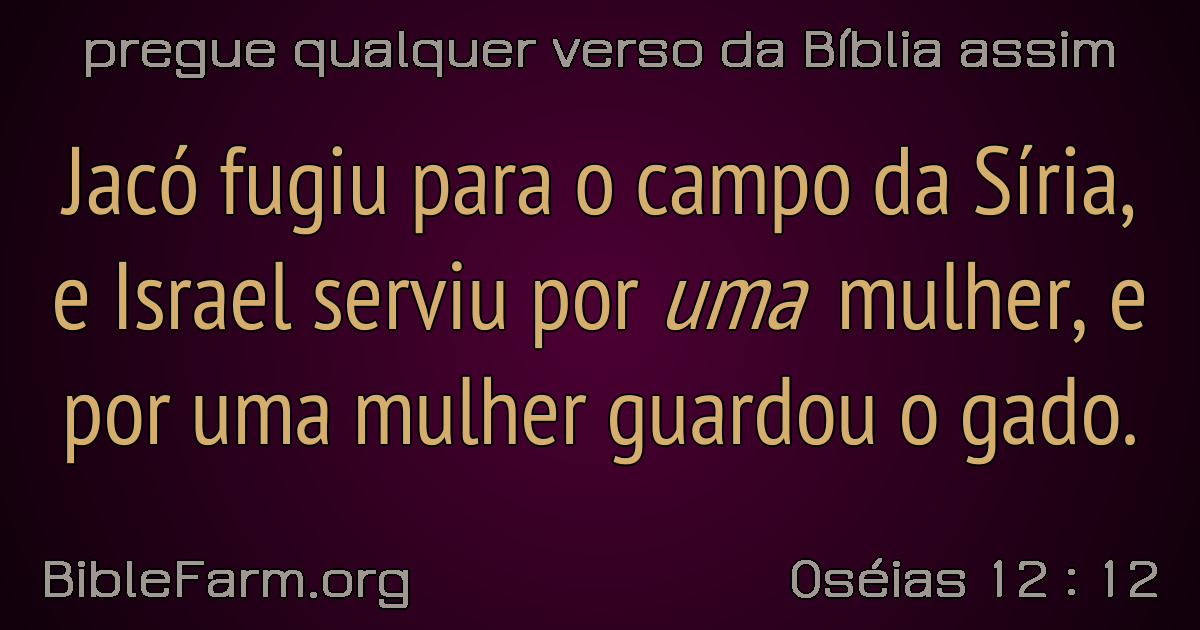 pregue qualquer verso da Bíblia assim
Jacó fugiu para o campo da Síria,
e Israel serviu por uma mulher, e
por uma mulher guardou o gado.
BibleFarm.org
Oséias 12 : 12